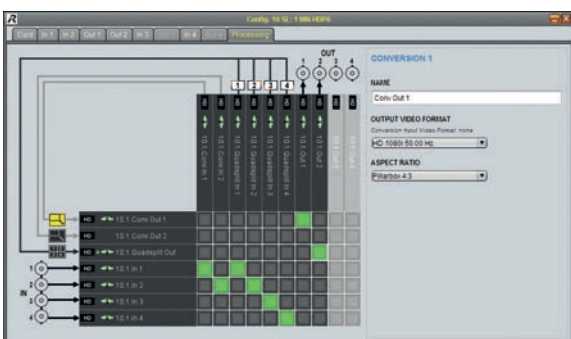 R
Config. 10 SL: 1 MN-HDP6
Card In 1 In 2 Out 1 Out 2 In 3 In 4 Processing
OUT
1 2 3 4
1 2 3 4
10.1 Conv In 1
10.1 Conv In 2
10.1 Quadsplit In 1
10.1 Quadsplit In 2
10.1 Quadsplit In 3
10.1 Quadsplit In 4
10.1 Out 1
10.1 Out 2
HD 10.1 Conv Out 1
HD 10.1 Conv Out 2
HD 10.1 Quadsplit Out
IN
1 HD 10.1 In 1
2 HD 10.1 In 2
3 HD 10.1 In 3
4 HD 10.1 In 4
CONVERSION 1
NAME
Conv Out 1
OUTPUT VIDEO FORMAT
Conversion Input Video Format: none
HD 1080i 50.00 Hz
ASPECT RATIO
Pillarbox 4:3